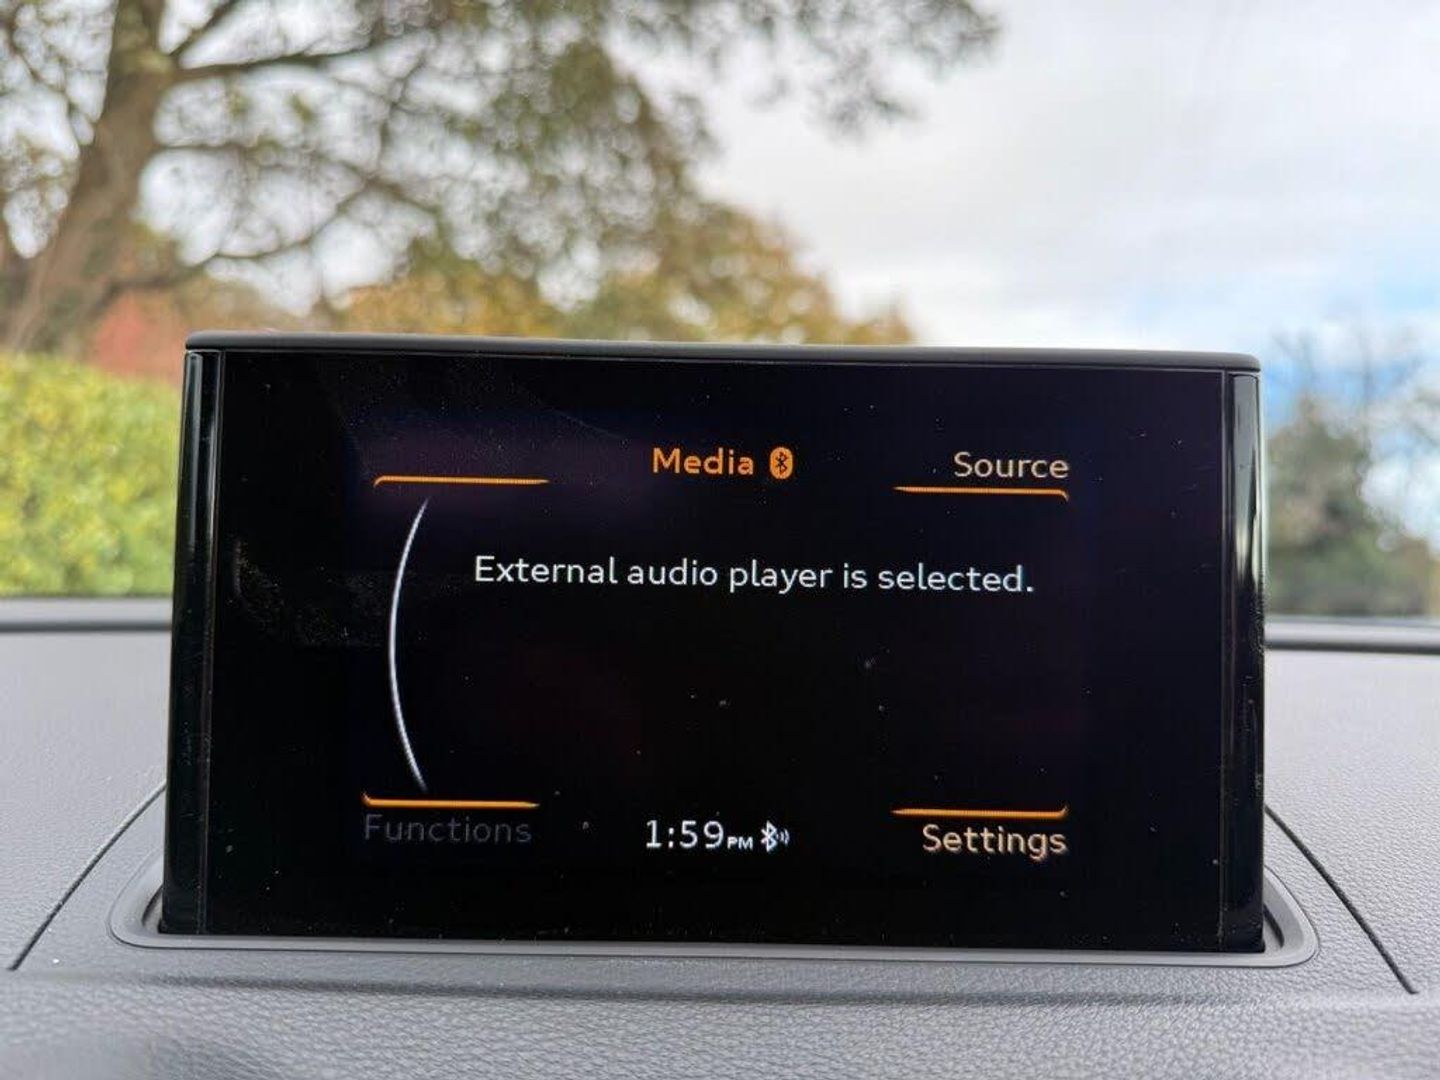 Media
Source
External audio player is selected.
Functions
1:59PM
Settings